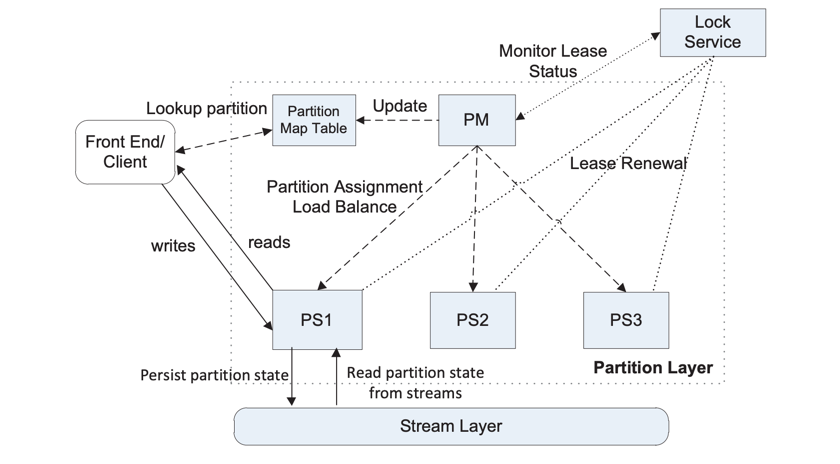 Lock
Service
Monitor Lease
Status
Lookup partition
Partition
Map Table
Update
PM
Front End/
Client
Lease Renewal
Partition Assignment
Load Balance
writes
reads
PS1
PS2
PS3
Partition Layer
Persist partition state
Read partition state
from streams
Stream Layer